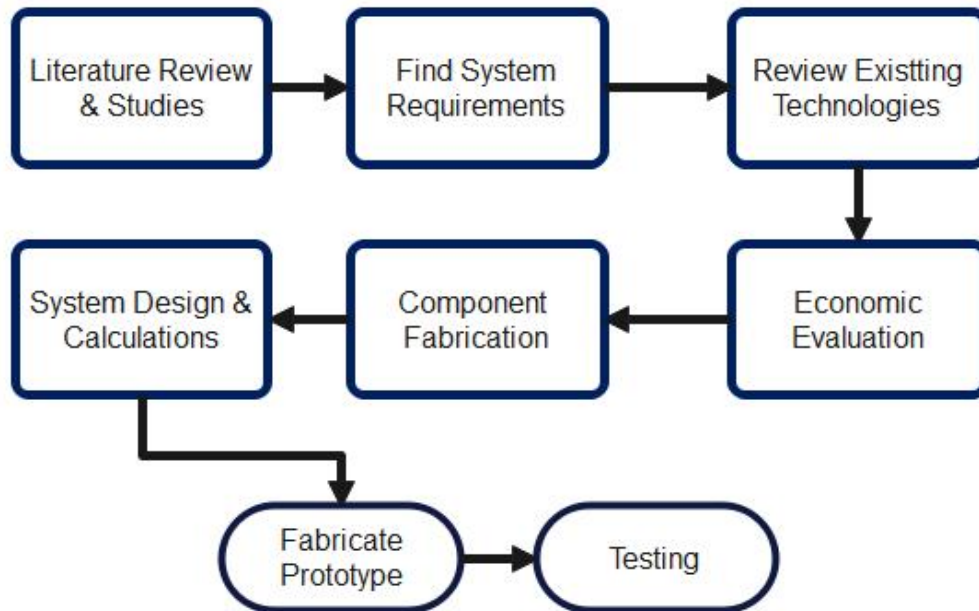 Literature Review
& Studies
Find System
Requirements
Review Existting
Technologies
System Design &
Calculations
Component
Fabrication
Economic
Evaluation
Fabricate
Prototype
Testing